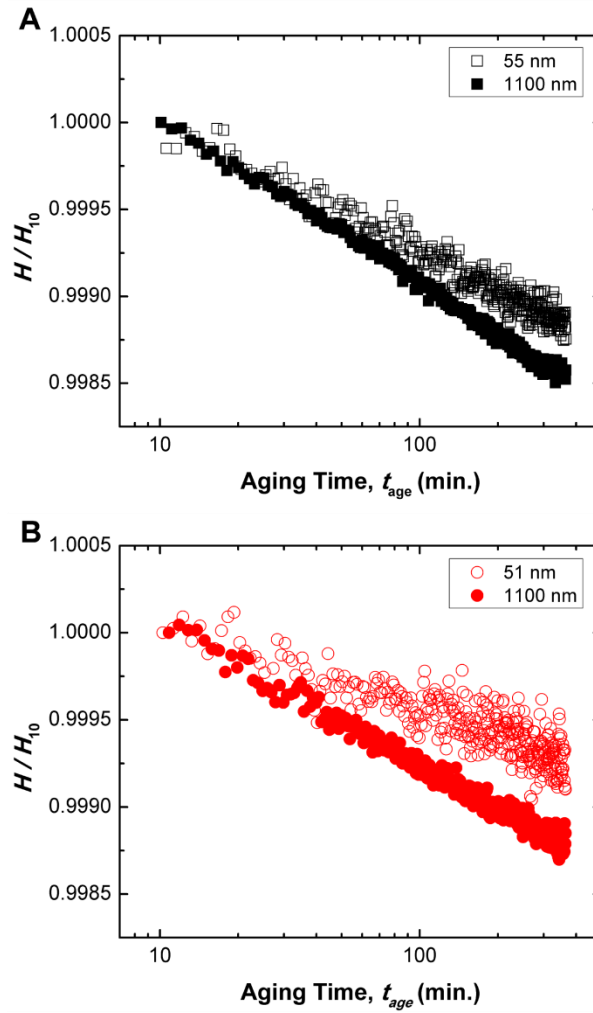 A
1.0005
55 nm
1100 nm
1.0000
0.9995
0.9990
0.9985
H / H10
10
100
Aging Time, tage (min.)
B
1.0005
51 nm
1100 nm
1.0000
0.9995
0.9990
0.9985
H / H10
10
100
Aging Time, tage (min.)